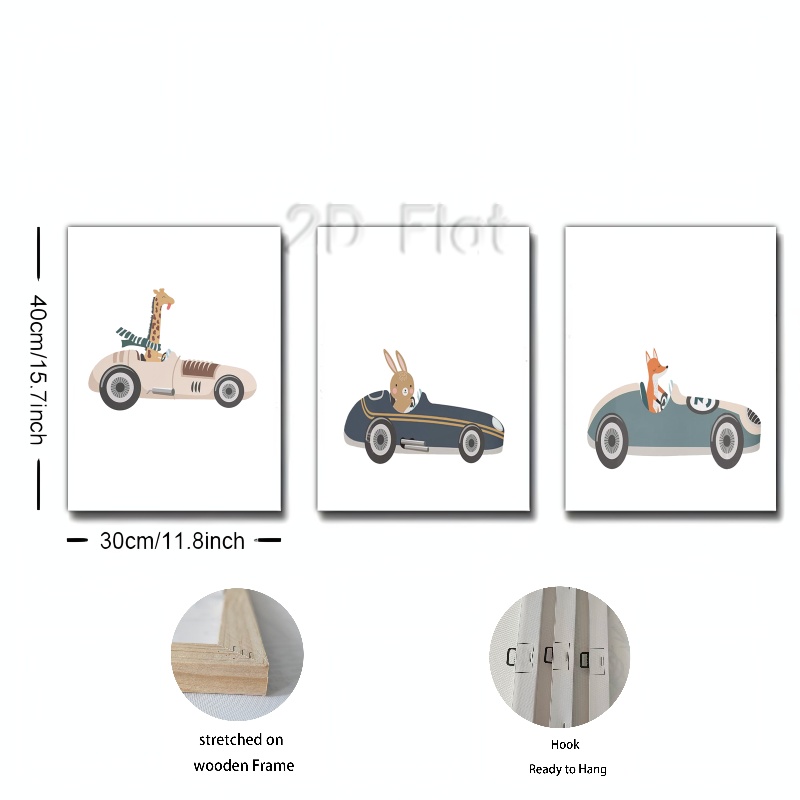 2D Flat
40cm/15.7inch
30cm/11.8inch
stretched on
wooden Frame
Hook
Ready to Hang